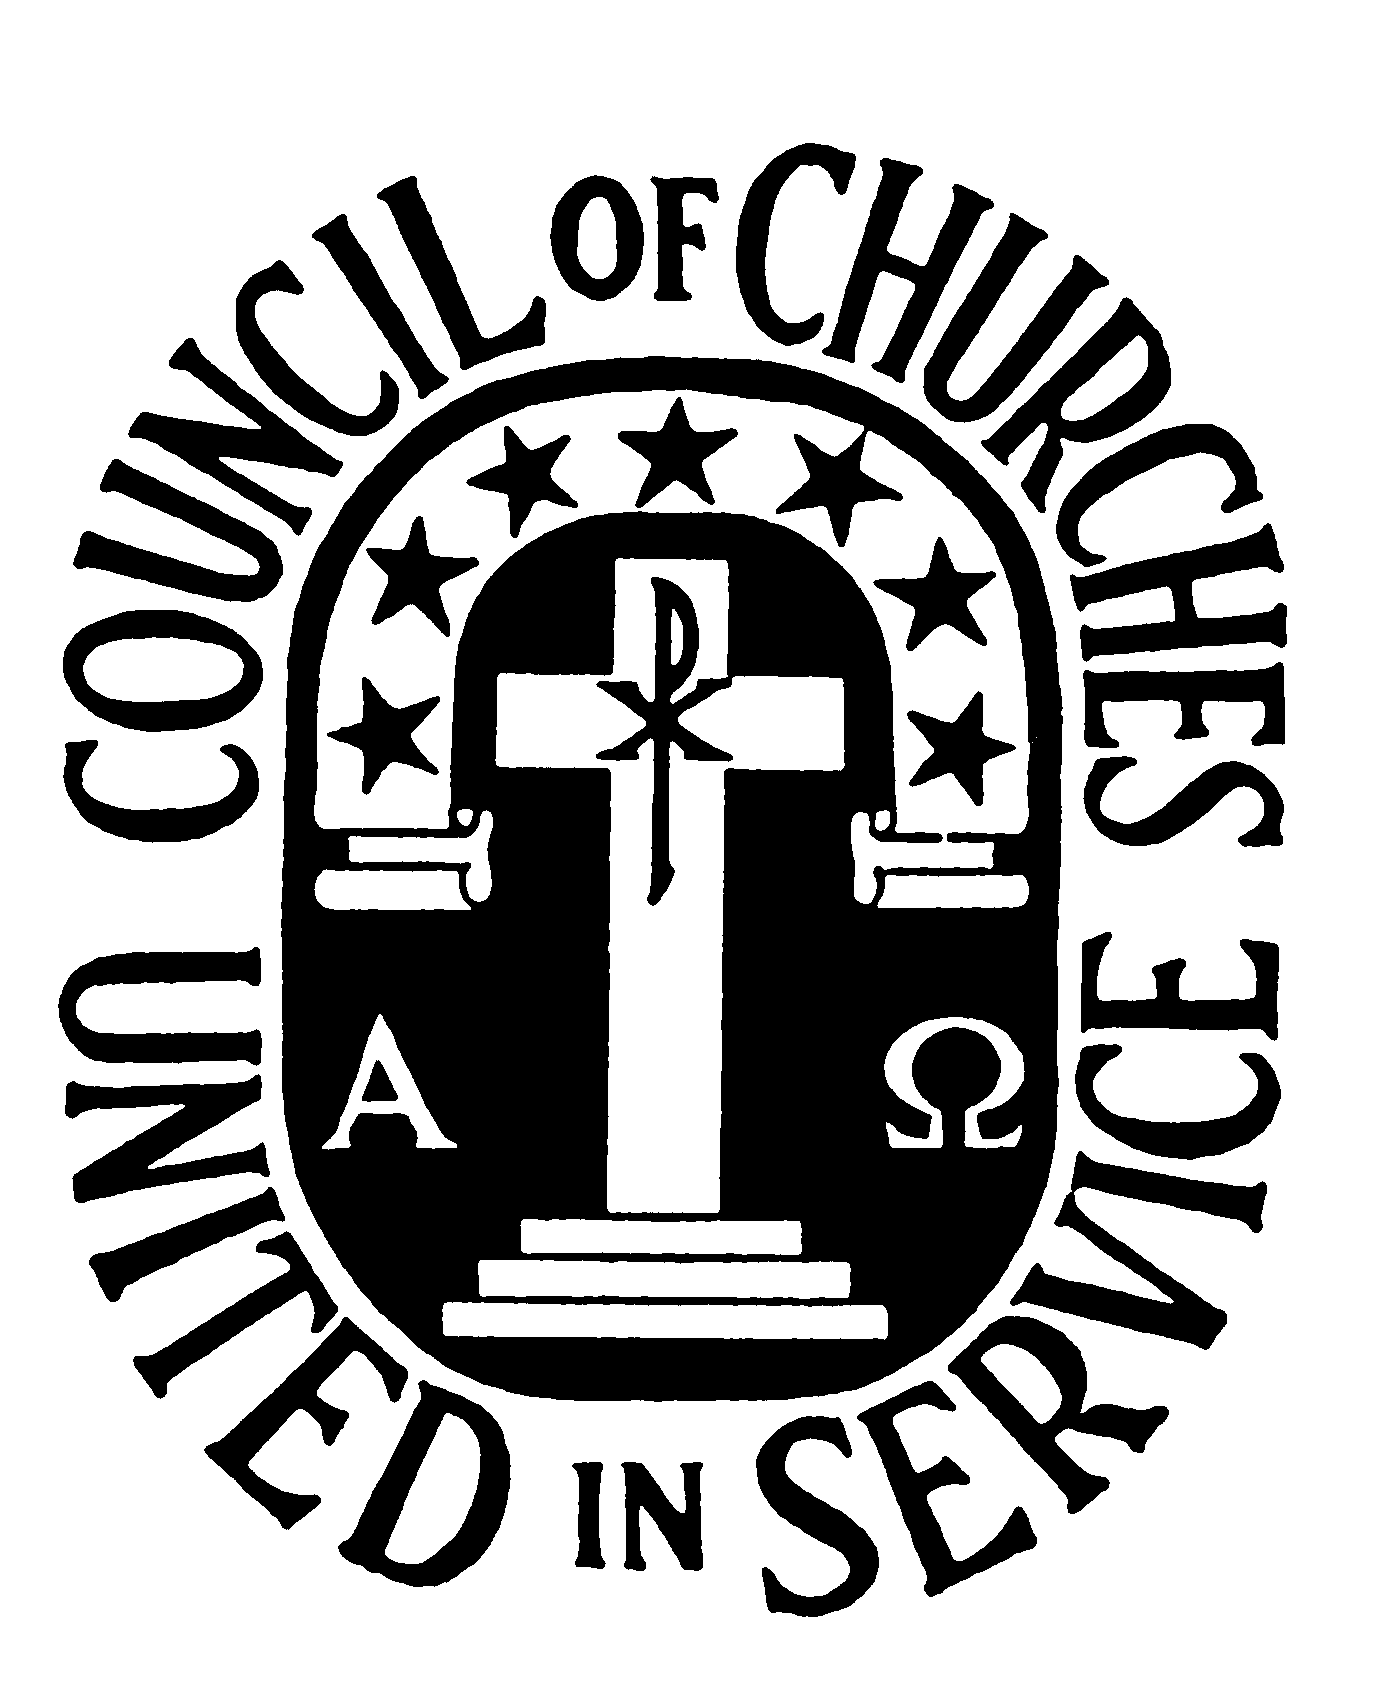 COUNCIL OF CHURCHES
UNITED IN SERVICE
Α Ω